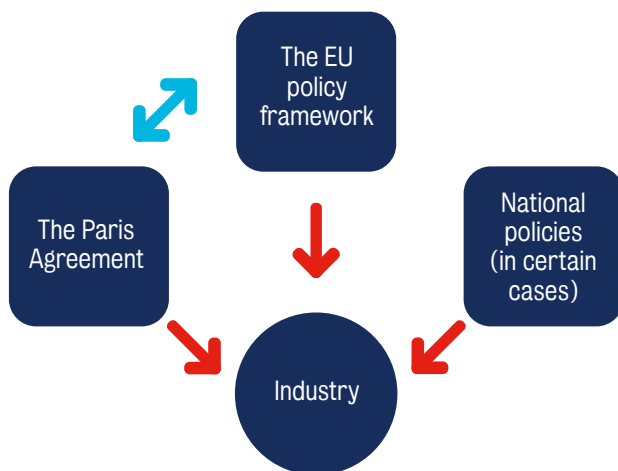 The EU
policy
framework
The Paris
Agreement
National
policies
(in certain
cases)
Industry